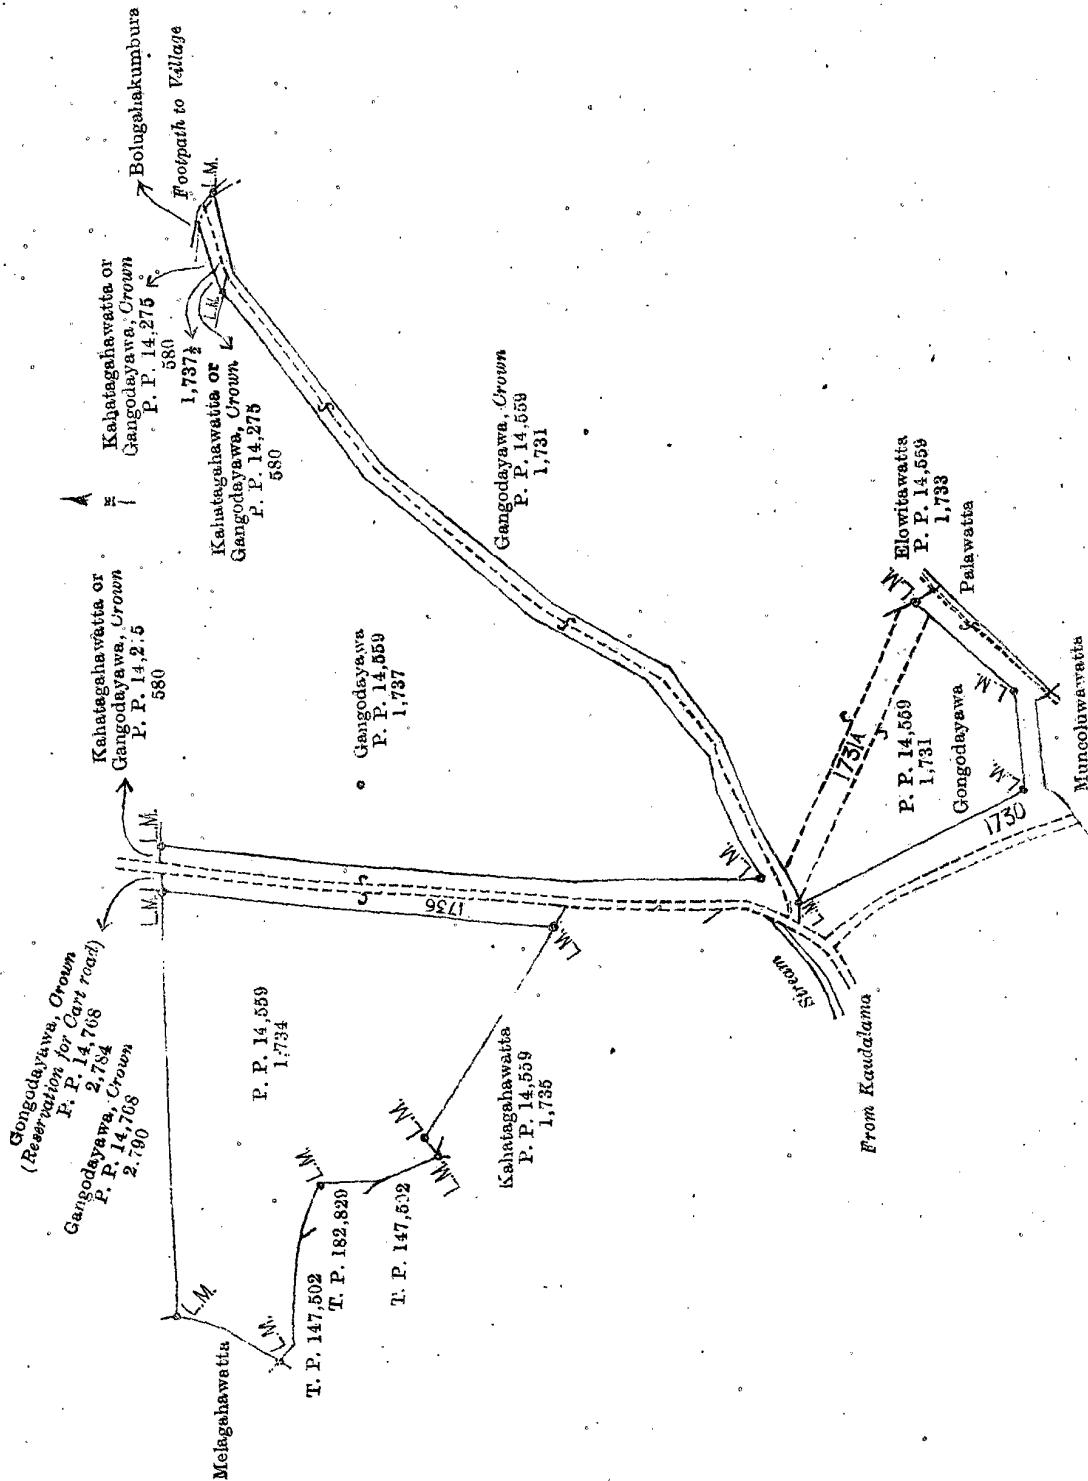 Gongodayawa, Crown
(Reservation for Cart road)
P. P. 14,768
2,784
Gangodayawa, Crown
P. P. 14,768
2.790
Kahatagahawatta or
Gangodayawa, Crown
P. P. 14,2'5
580
Kahatagahawatta or
Gangodayawa, Crown
P. P. 14,275
580
1,737½
Kahatagahawatta or
Gangodayawa, Crown
P. P. 14,275
580
Bolugahakumbura
Footpath to Village
L.M.
L.M.
L.M.
L.M.
L.M.
Melagahawatta
L.M.
T. P. 147,502
T. P. 182,829
L.M.
T. P. 147,502
L.M.
L.M.
P. P. 14,559
1,734
1736
Gangodayawa
P. P. 14,559
1,737
Gangodayawa, Crown
P. P. 14,559
1,731
Kahatagahawatta
P. P. 14,559
1,735
L.M.
L.M.
L.M.
Stream
From Kaudalama
1731A
P. P. 14,559
1,731
Gongodayawa
L.M.
L.M.
L.M.
Elowitawatta
P. P. 14,559
1,733
Palawatta
1730
Muncoluwawatta